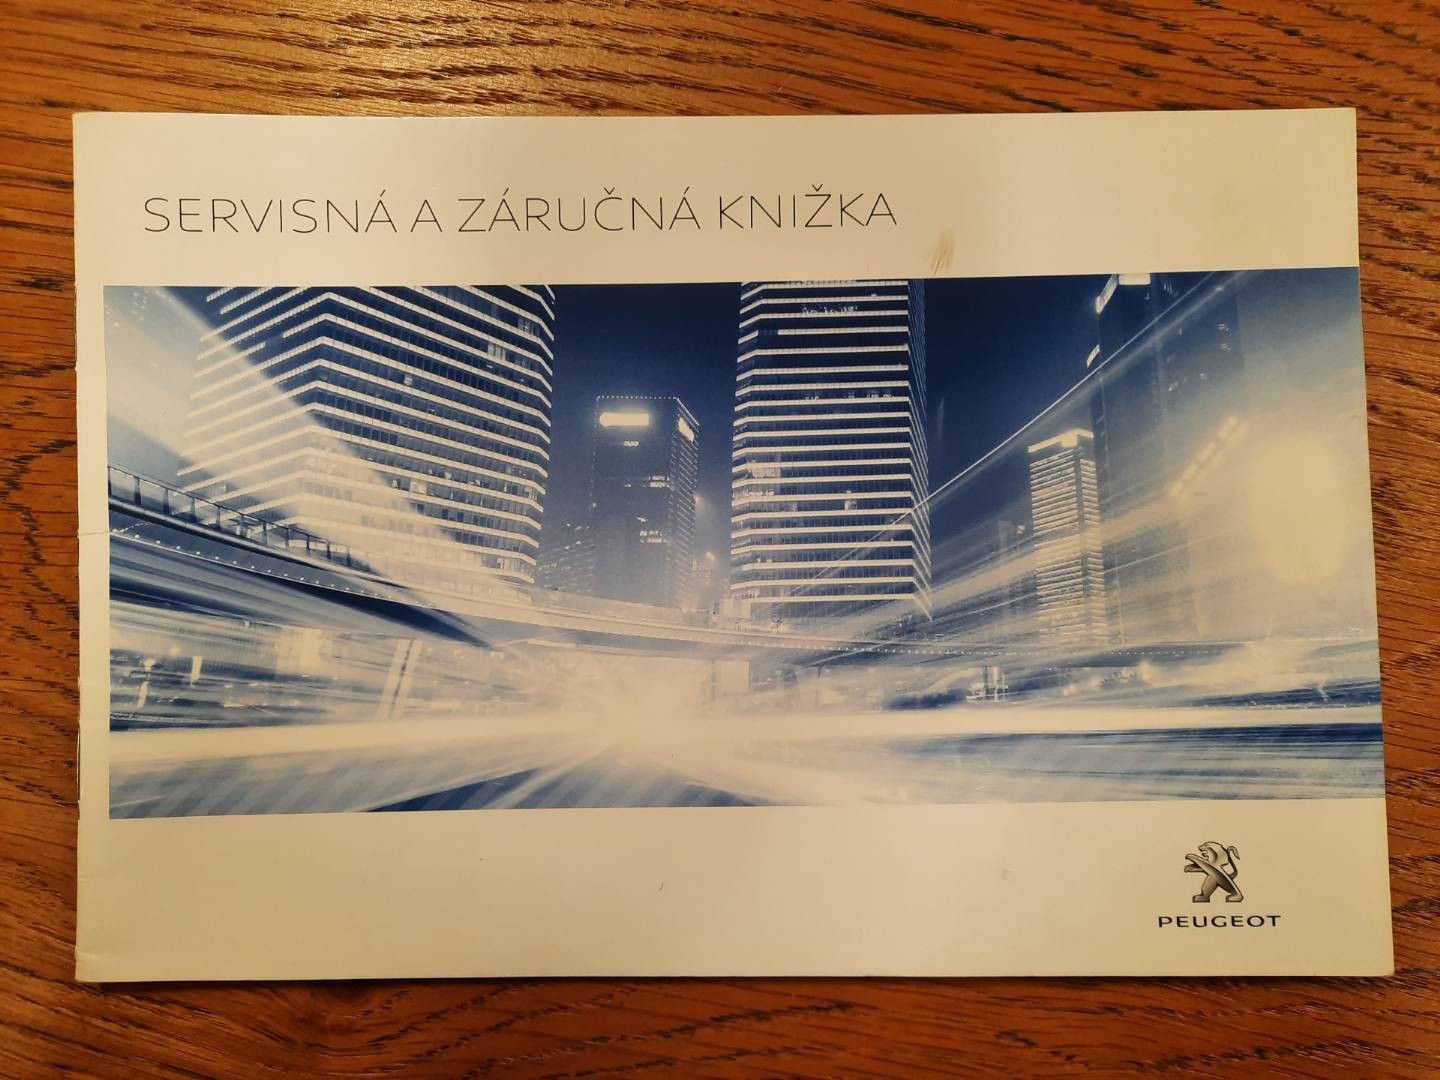 SERVISNÁ A ZÁRUČNÁ KNIŽKA
PEUGEOT